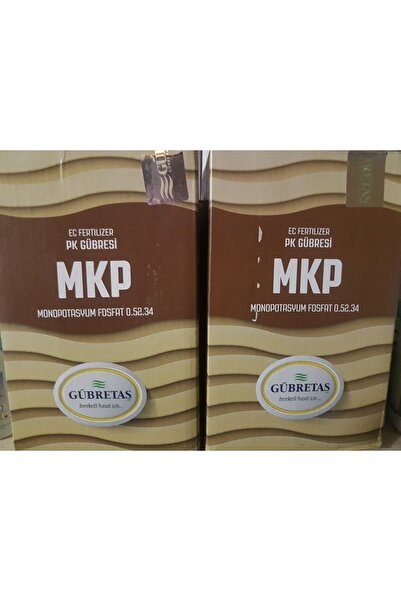 EC FERTILIZER
PK GÜBRESİ
MKP
MONOPOTASYUM FOSFAT 0.52.34
GÜBRETAŞ
bereketli hasat için...
GÜBRETAŞ
EC FERTILIZER
PK GÜBRESİ
MKP
MONOPOTASYUM FOSFAT 0.52.34
GÜBRETAŞ
bereketli hasat için...